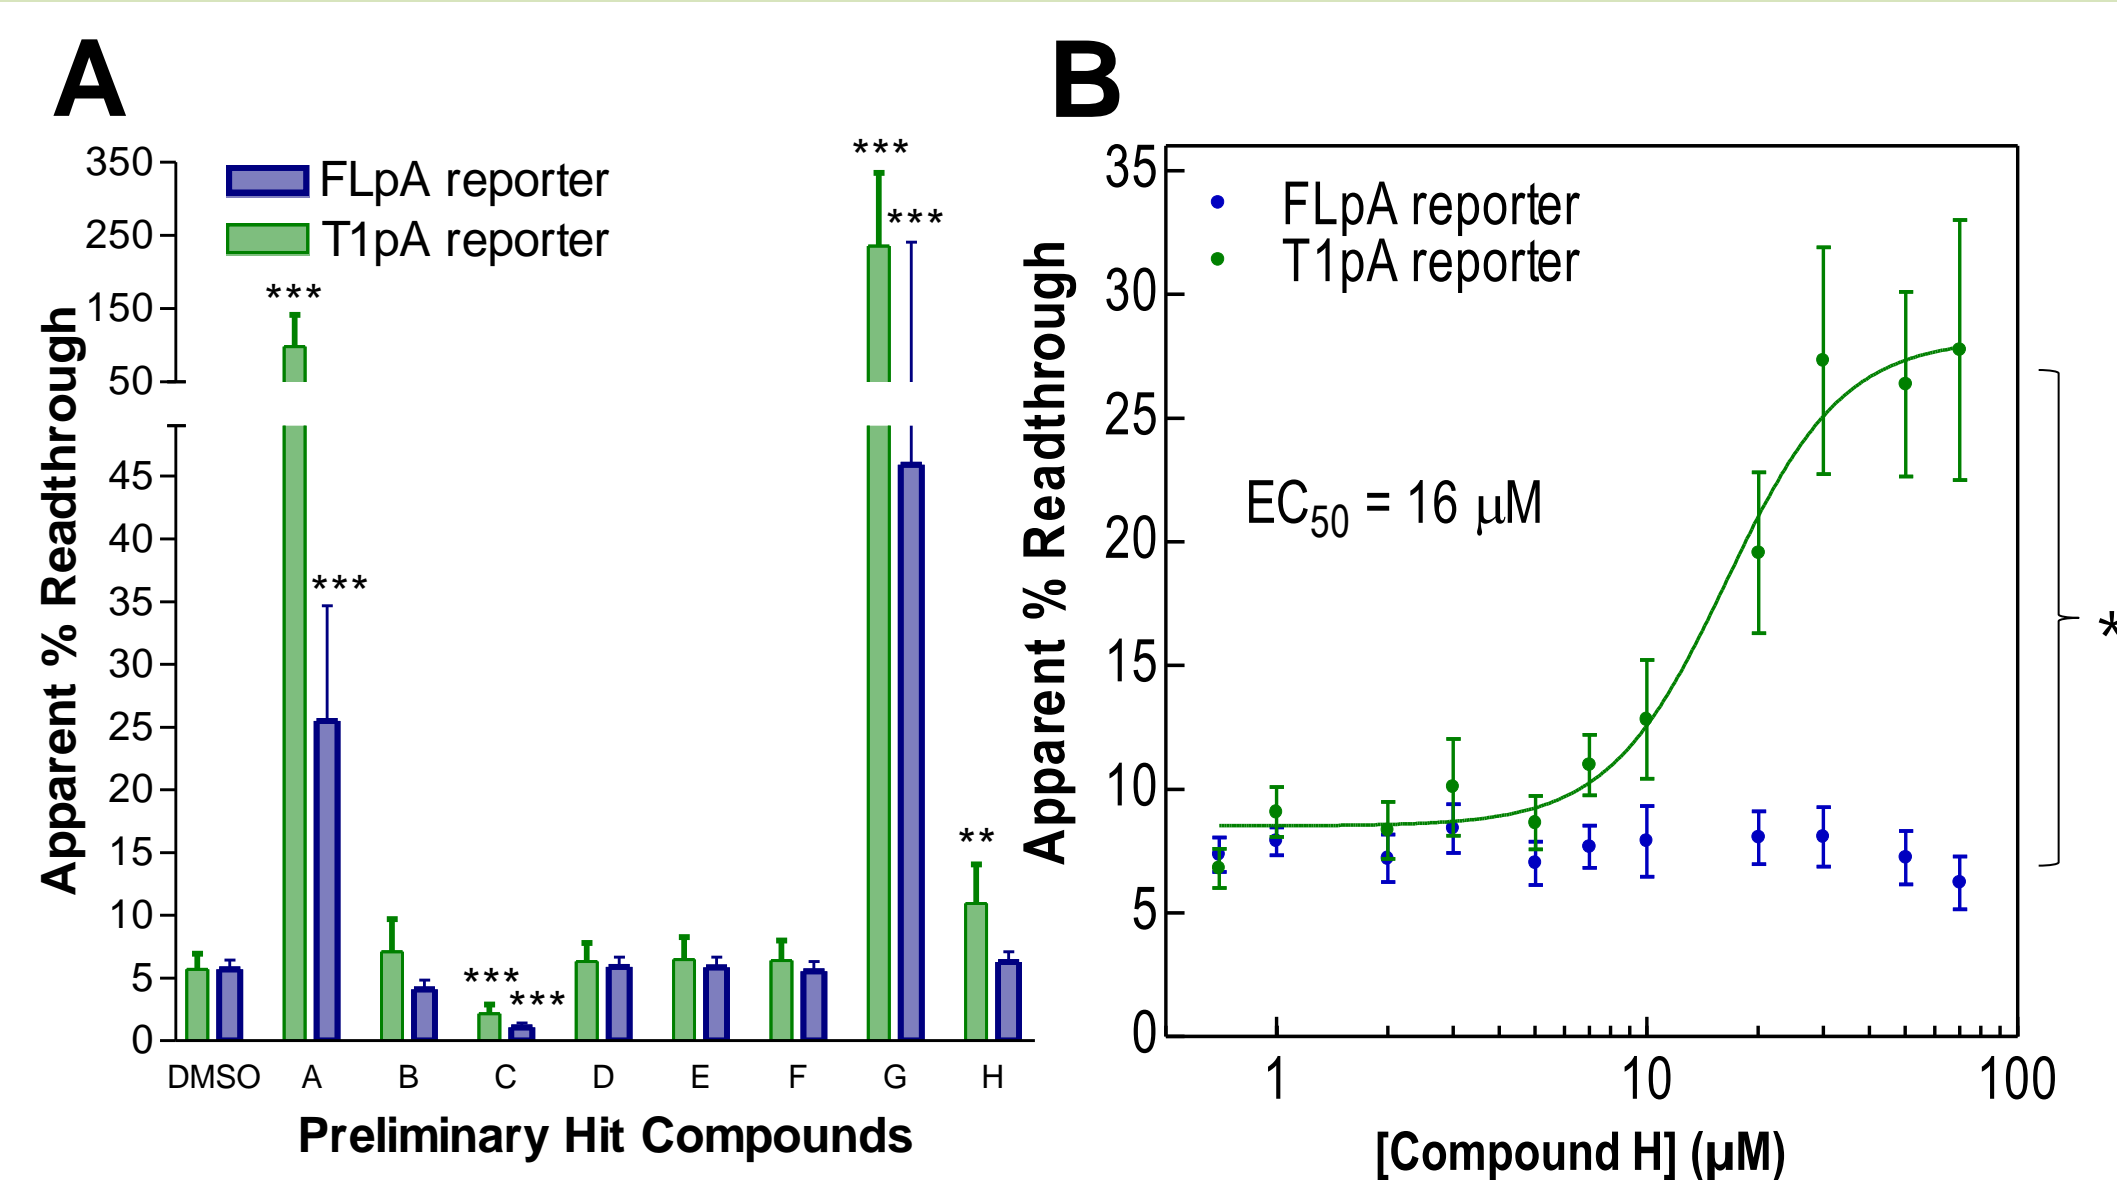 A
350
250
150
50
45
40
35
30
25
20
15
10
5
0
Apparent % Readthrough
FLpA reporter
T1pA reporter
***
***
***
***
***
***
**
DMSO A B C D E F G H
Preliminary Hit Compounds
B
35
30
25
20
15
10
5
0
Apparent % Readthrough
FLpA reporter
T1pA reporter
EC50 = 16 μM
*
1 10 100
[Compound H] (μM)